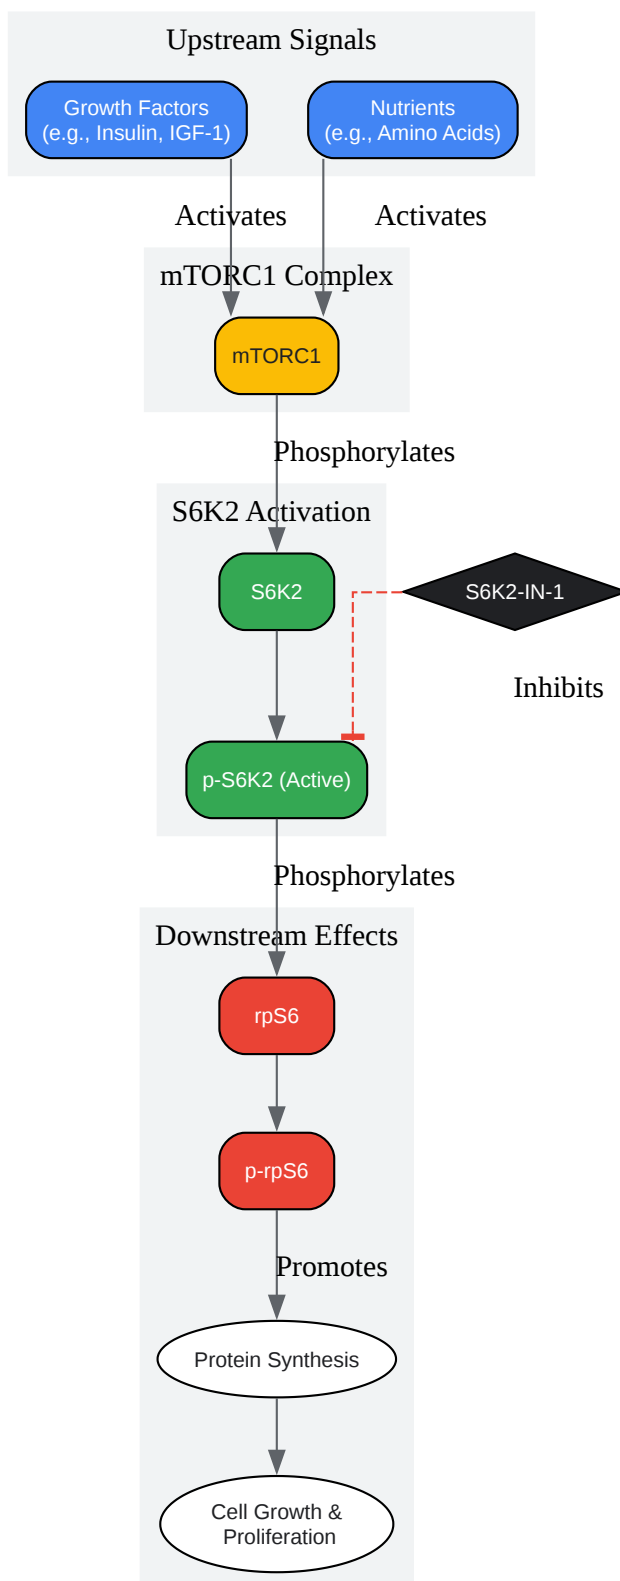 Upstream Signals
Growth Factors
(e.g., Insulin, IGF-1)
Nutrients
(e.g., Amino Acids)
Activates
Activates
mTORC1 Complex
mTORC1
Phosphorylates
S6K2 Activation
S6K2
S6K2-IN-1
Inhibits
p-S6K2 (Active)
Phosphorylates
Downstream Effects
rpS6
p-rpS6
Promotes
Protein Synthesis
Cell Growth &
Proliferation